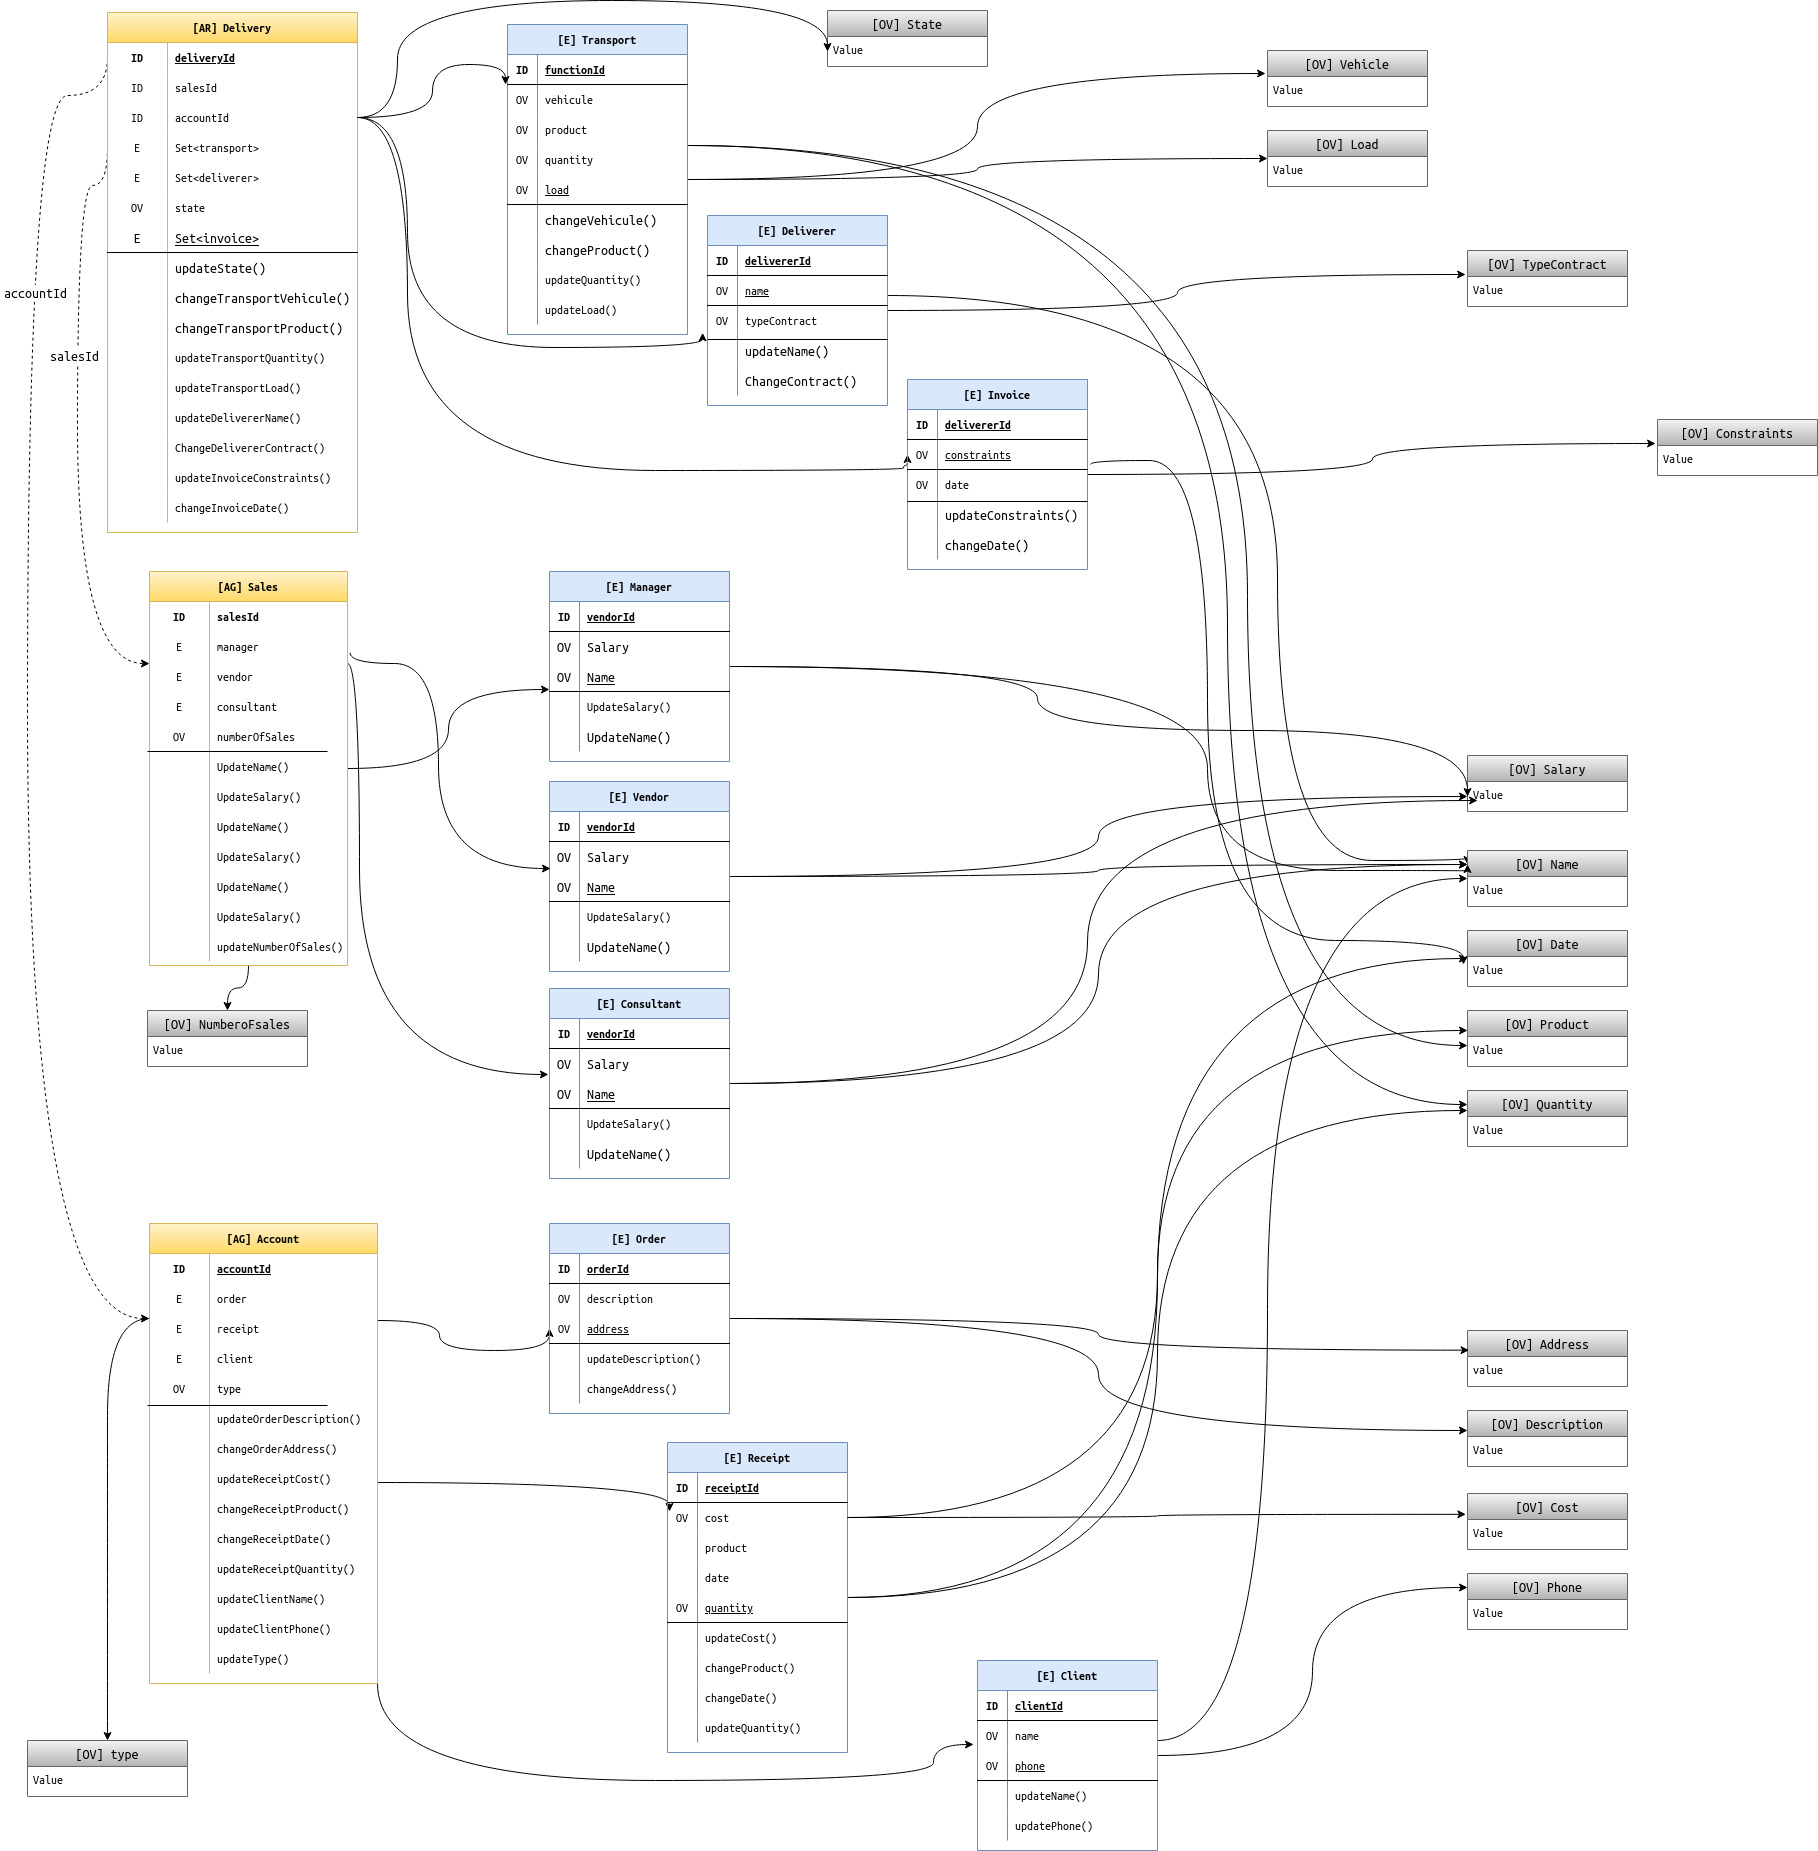 [AR] Delivery
ID deliveryId
ID salesId
ID accountId
E Set<transport>
E Set<deliverer>
OV state
E Set<invoice>
updateState()
changeTransportVehicule()
changeTransportProduct()
updateTransportQuantity()
updateTransportLoad()
updateDelivererName()
ChangeDelivererContract()
updateInvoiceConstraints()
changeInvoiceDate()
accountId
salesId
[E] Transport
ID functionId
OV vehicule
OV product
OV quantity
OV load
changeVehicule()
changeProduct()
updateQuantity()
updateLoad()
[OV] State
Value
[OV] Vehicle
Value
[OV] Load
Value
[E] Deliverer
ID delivererId
OV name
OV typeContract
updateName()
ChangeContract()
[OV] TypeContract
Value
[E] Invoice
ID delivererId
OV constraints
OV date
updateConstraints()
changeDate()
[OV] Constraints
Value
[AG] Sales
ID salesId
E manager
E vendor
E consultant
OV numberOfSales
UpdateName()
UpdateSalary()
UpdateName()
UpdateSalary()
UpdateName()
UpdateSalary()
updateNumberOfSales()
[OV] NumberoFsales
Value
[E] Manager
ID vendorId
OV Salary
OV Name
UpdateSalary()
UpdateName()
[E] Vendor
ID vendorId
OV Salary
OV Name
UpdateSalary()
UpdateName()
[E] Consultant
ID vendorId
OV Salary
OV Name
UpdateSalary()
UpdateName()
[OV] Salary
Value
[OV] Name
Value
[OV] Date
Value
[OV] Product
Value
[OV] Quantity
Value
[AG] Account
ID accountId
E order
E receipt
E client
OV type
updateOrderDescription()
changeOrderAddress()
updateReceiptCost()
changeReceiptProduct()
changeReceiptDate()
updateReceiptQuantity()
updateClientName()
updateClientPhone()
updateType()
[OV] type
Value
[E] Order
ID orderId
OV description
OV address
updateDescription()
changeAddress()
[E] Receipt
ID receiptId
OV cost
product
date
OV quantity
updateCost()
changeProduct()
changeDate()
updateQuantity()
[E] Client
ID clientId
OV name
OV phone
updateName()
updatePhone()
[OV] Address
value
[OV] Description
Value
[OV] Cost
Value
[OV] Phone
Value